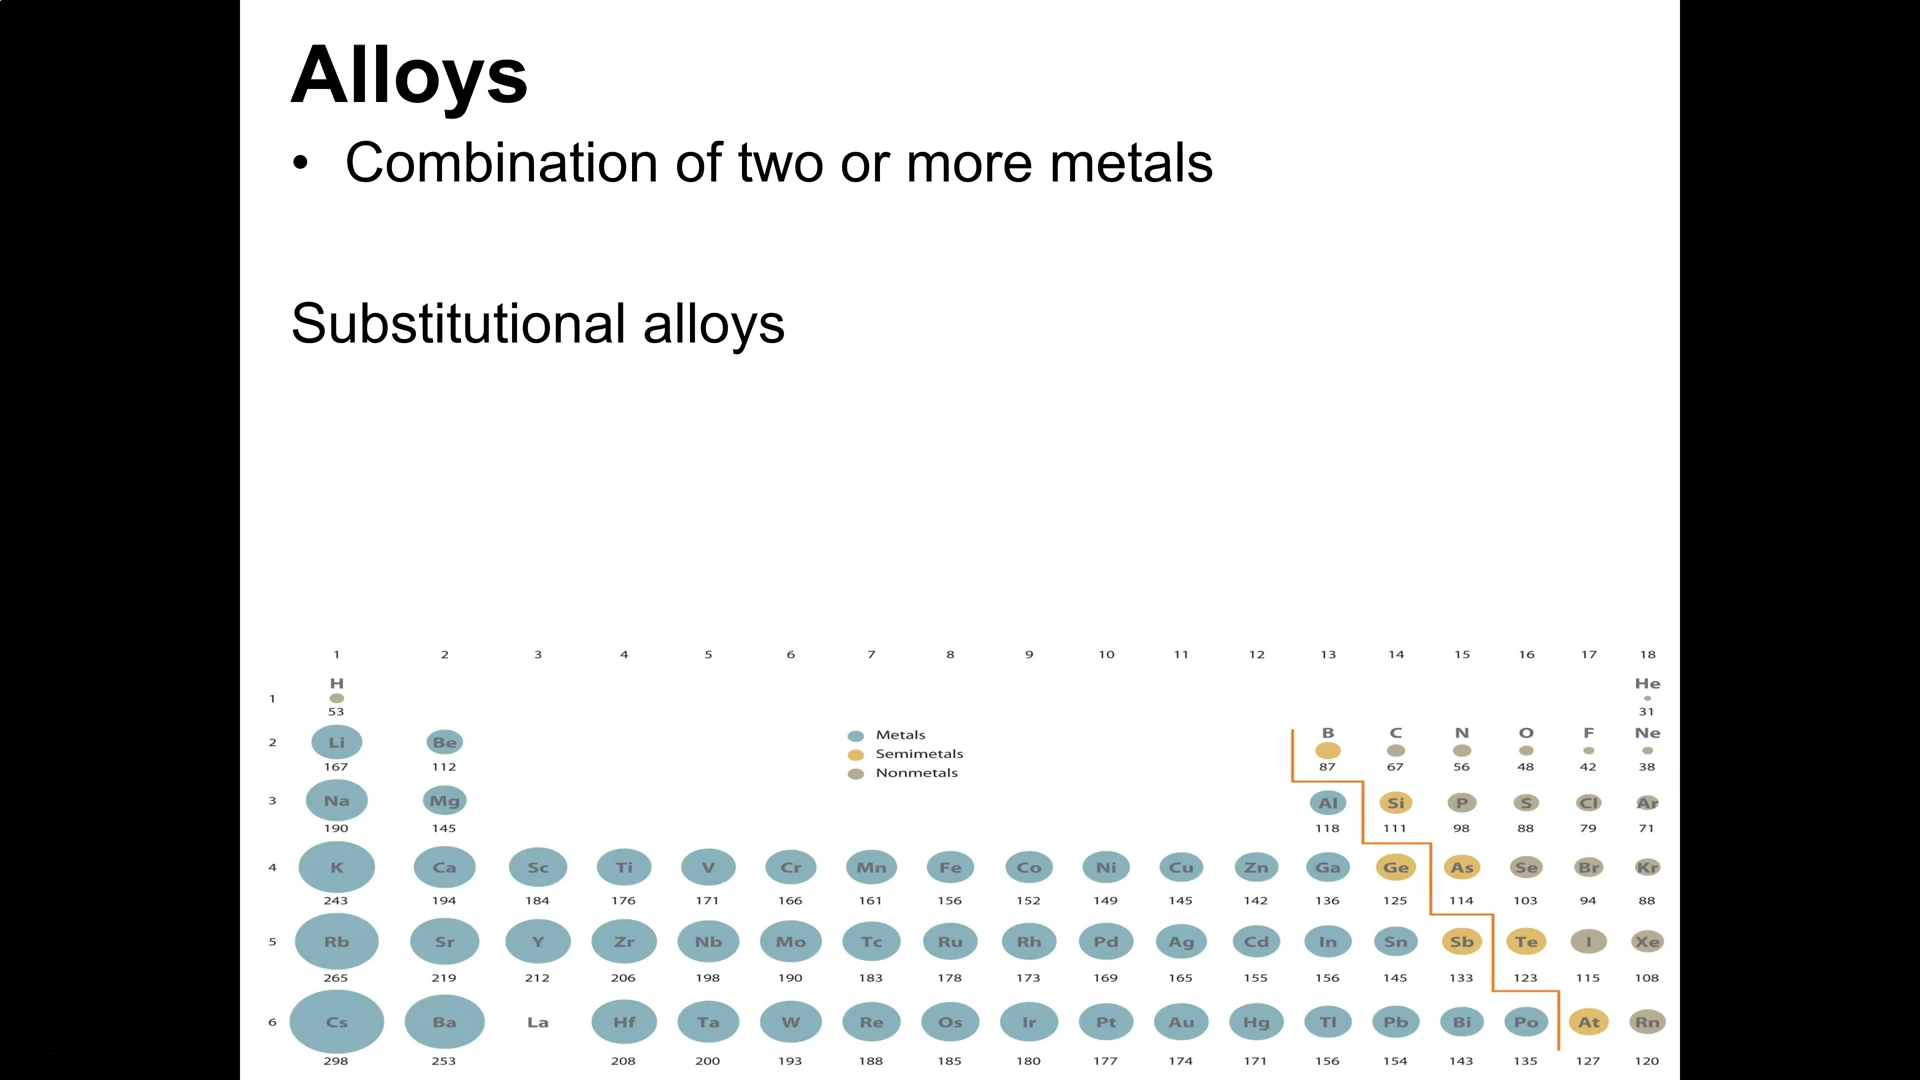 Alloys
• Combination of two or more metals
Substitutional alloys
1 2 3 4 5 6 7 8 9 10 11 12 13 14 15 16 17 18
H He
1
53 31
Metals B C N O F Ne
2 Li Be
Semimetals
167 112 87 67 56 48 42 38
Nonmetals
3 Na Mg Al Si P S Cl Ar
190 145 118 111 98 88 79 71
4 K Ca Sc Ti V Cr Mn Fe Co Ni Cu Zn Ga Ge As Se Br Kr
243 194 184 176 171 166 161 156 152 149 145 142 136 125 114 103 94 88
5 Rb Sr Y Zr Nb Mo Tc Ru Rh Pd Ag Cd In Sn Sb Te I Xe
265 219 212 206 198 190 183 178 173 169 165 155 156 145 133 123 115 108
6 Cs Ba La Hf Ta W Re Os Ir Pt Au Hg Tl Pb Bi Po At Rn
298 253 208 200 193 188 185 180 177 174 171 156 154 143 135 127 120